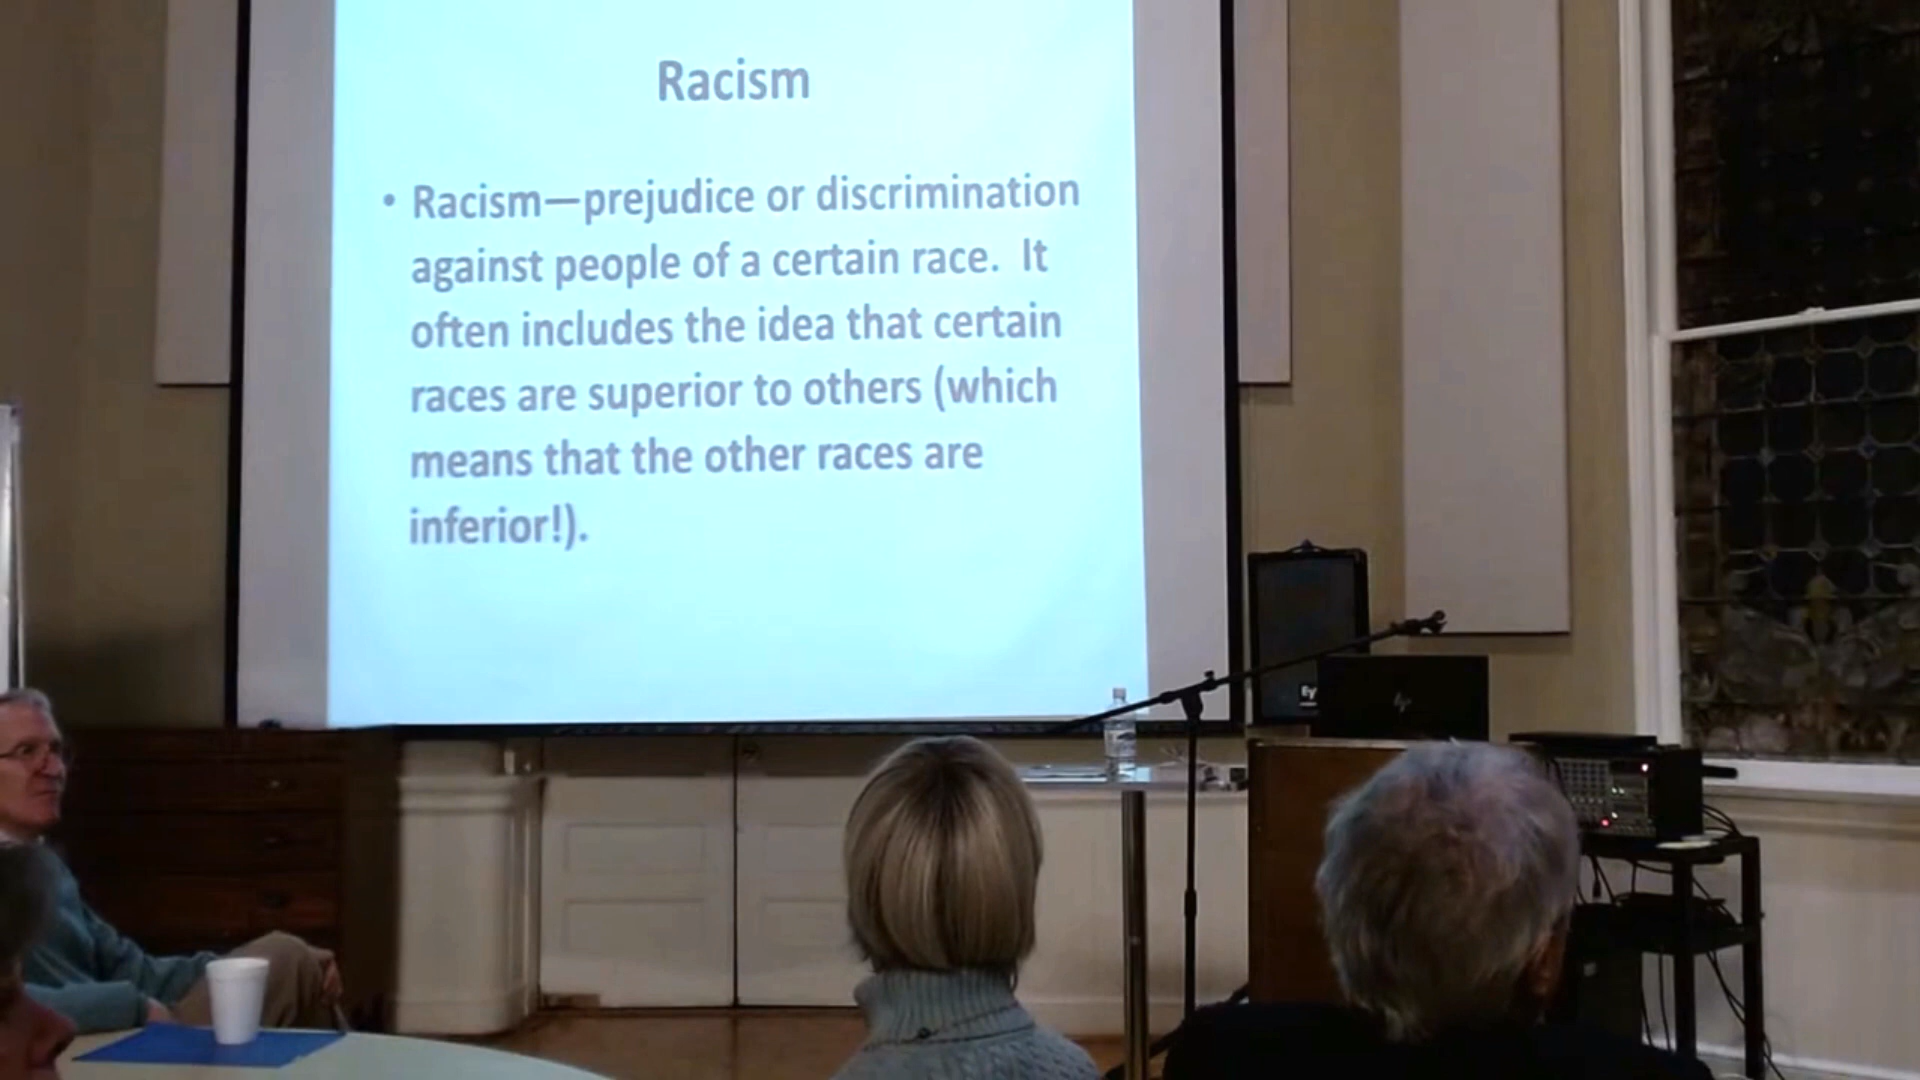 Racism
• Racism—prejudice or discrimination
against people of a certain race.  It
often includes the idea that certain
races are superior to others (which
means that the other races are
inferior!).
hp